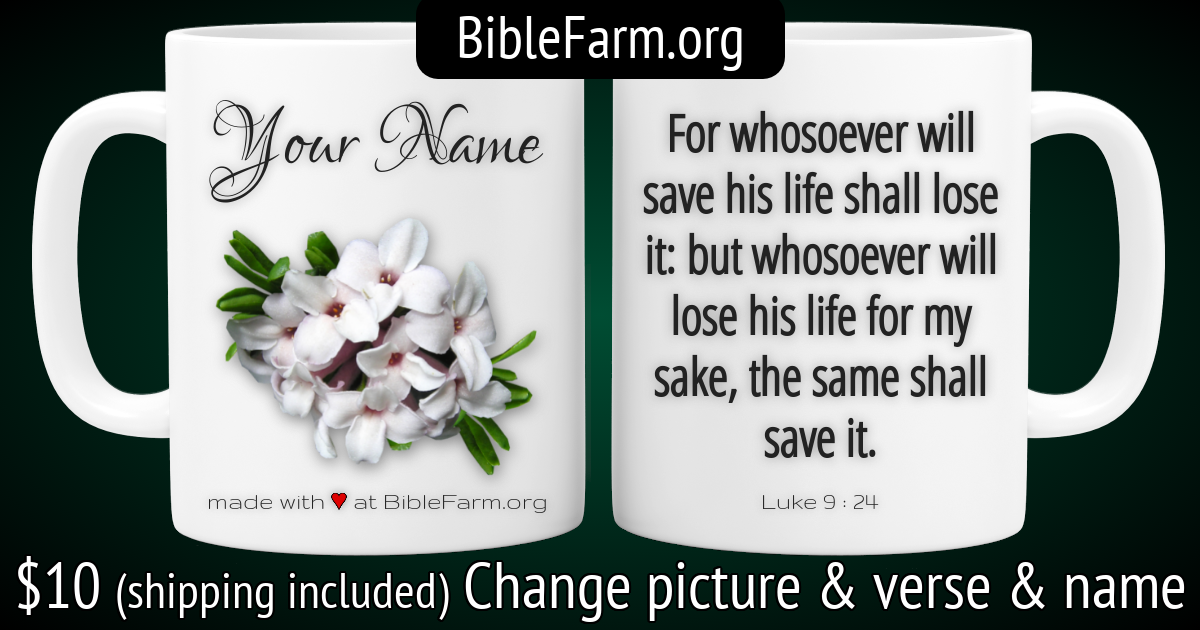 BibleFarm.org
Your Name
made with ♥ at BibleFarm.org
For whosoever will
save his life shall lose
it: but whosoever will
lose his life for my
sake, the same shall
save it.
Luke 9 : 24
$10 (shipping included) Change picture & verse & name